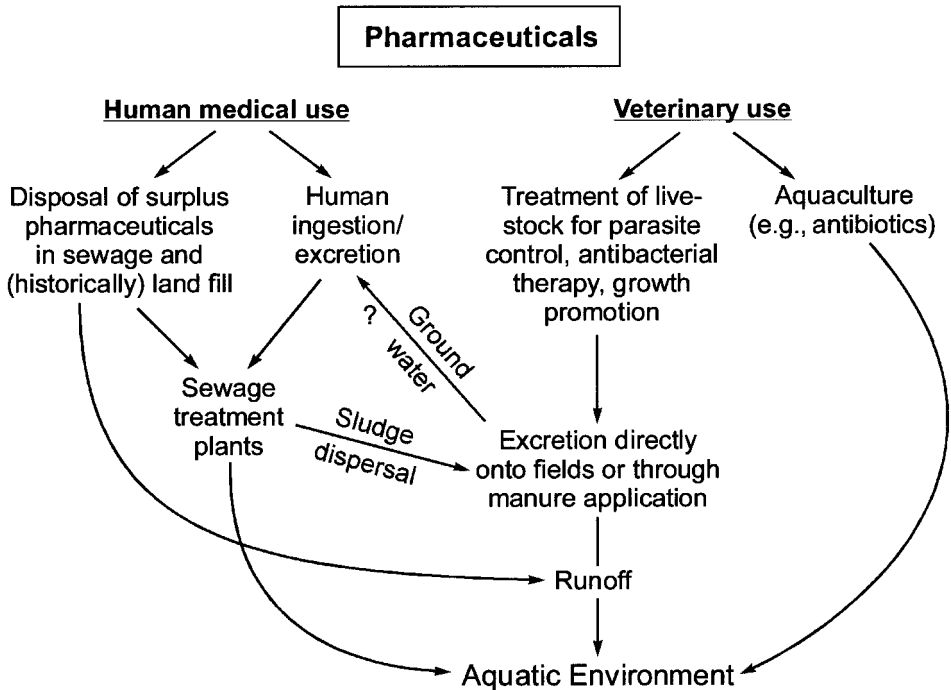 Pharmaceuticals
Human medical use
Veterinary use
Disposal of surplus
pharmaceuticals
in sewage and
(historically) land fill
Human
ingestion/
excretion
Treatment of live-
stock for parasite
control, antibacterial
therapy, growth
promotion
Aquaculture
(e.g., antibiotics)
? Ground
water
Sewage
treatment
plants
Sludge
dispersal
Excretion directly
onto fields or through
manure application
Runoff
Aquatic Environment